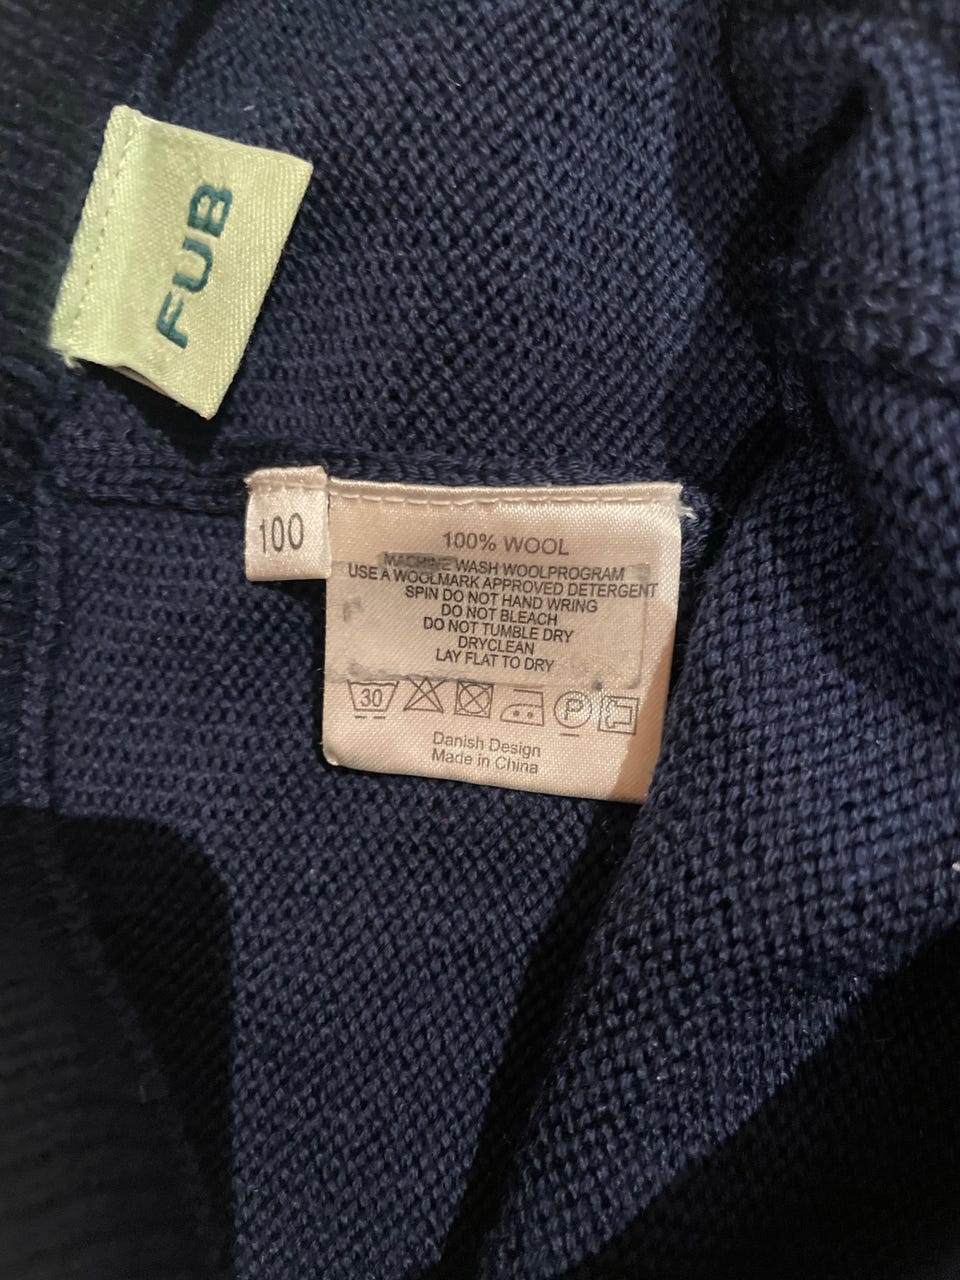 FUB
100
100% WOOL
MACHINE WASH WOOLPROGRAM
USE A WOOLMARK APPROVED DETERGENT
SPIN DO NOT HAND WRING
DO NOT BLEACH
DO NOT TUMBLE DRY
DRYCLEAN
LAY FLAT TO DRY
30
P
Danish Design
Made in China